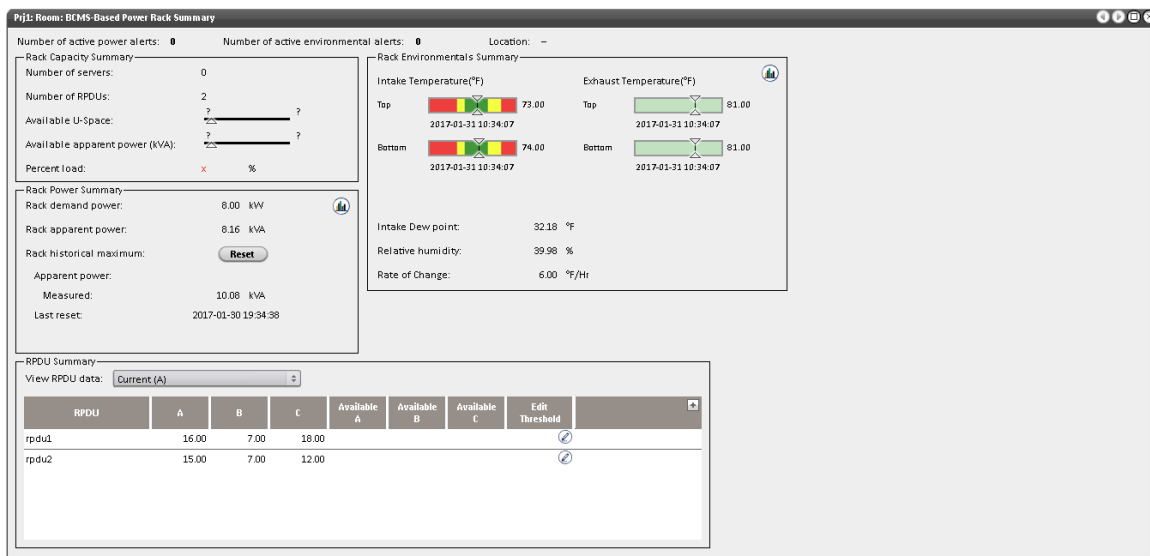 Prj1: Room: BCMS-Based Power Rack Summary
Number of active power alerts: 0 Number of active environmental alerts: 0 Location: –
Rack Capacity Summary
Number of servers: 0
Number of RPDUs: 2
Available U-Space: ? ?
Available apparent power (kVA): ? ?
Percent load: x %
Rack Power Summary
Rack demand power: 8.00 kW
Rack apparent power: 8.16 kVA
Rack historical maximum: Reset
Apparent power:
Measured: 10.08 kVA
Last reset: 2017-01-30 19:34:38
Rack Environmentals Summary
Intake Temperature(°F) Exhaust Temperature(°F)
Top 73.00 Top 81.00
2017-01-31 10:34:07 2017-01-31 10:34:07
Bottom 74.00 Bottom 81.00
2017-01-31 10:34:07 2017-01-31 10:34:07
Intake Dew point: 32.18 °F
Relative humidity: 39.98 %
Rate of Change: 6.00 °F/Hr
RPDU Summary
View RPDU data: Current (A)
RPDU A B C Available A Available B Available C Edit Threshold
rpdu1 16.00 7.00 18.00
rpdu2 15.00 7.00 12.00